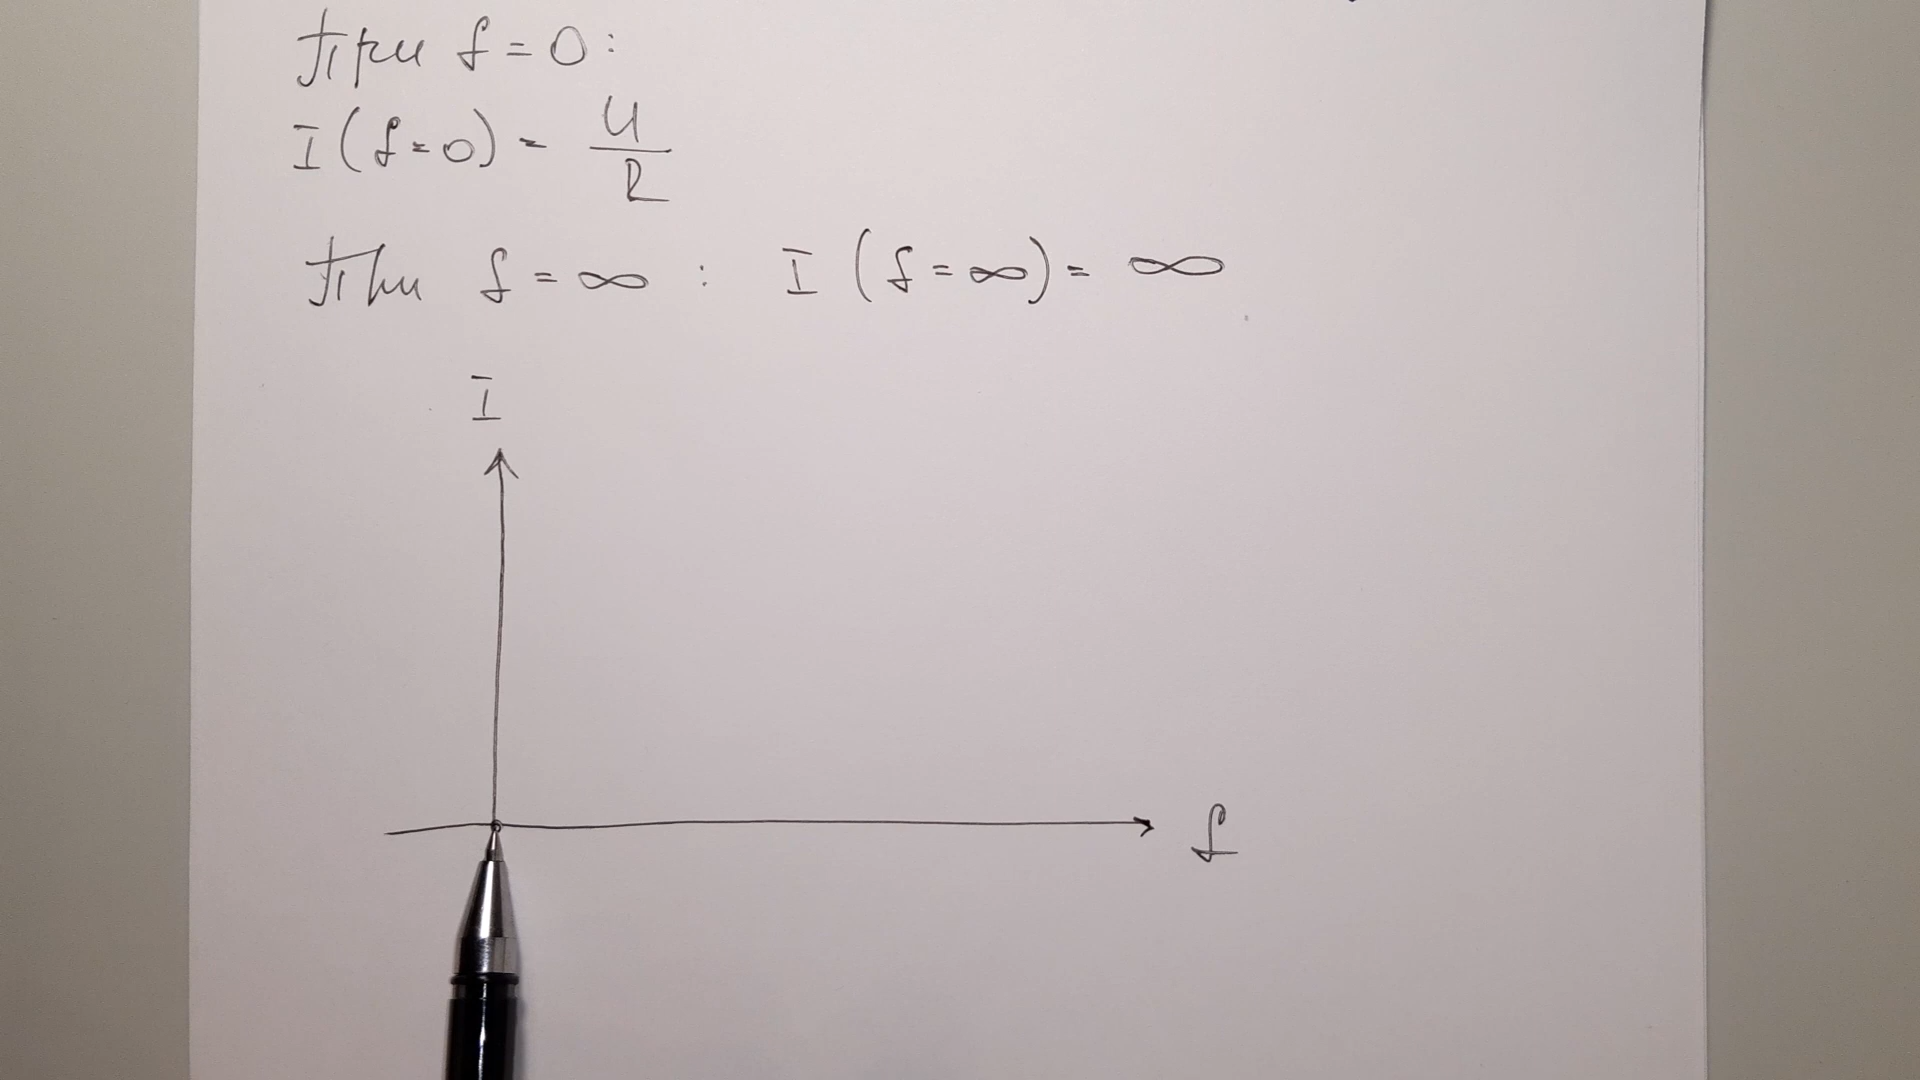 При f = 0 :
I ( f = 0 ) = U / R
При f = ∞ : I ( f = ∞ ) = ∞
I
f